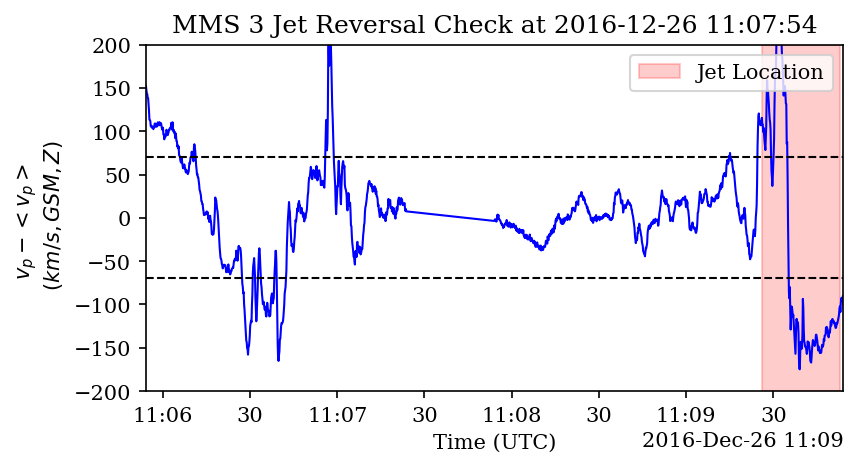 MMS 3 Jet Reversal Check at 2016-12-26 11:07:54
200
150
100
50
0
−50
−100
−150
−200
v_p − < v_p >
(km/s, GSM, Z)
Jet Location
11:06 30 11:07 30 11:08 30 11:09 30
Time (UTC)
2016-Dec-26 11:09